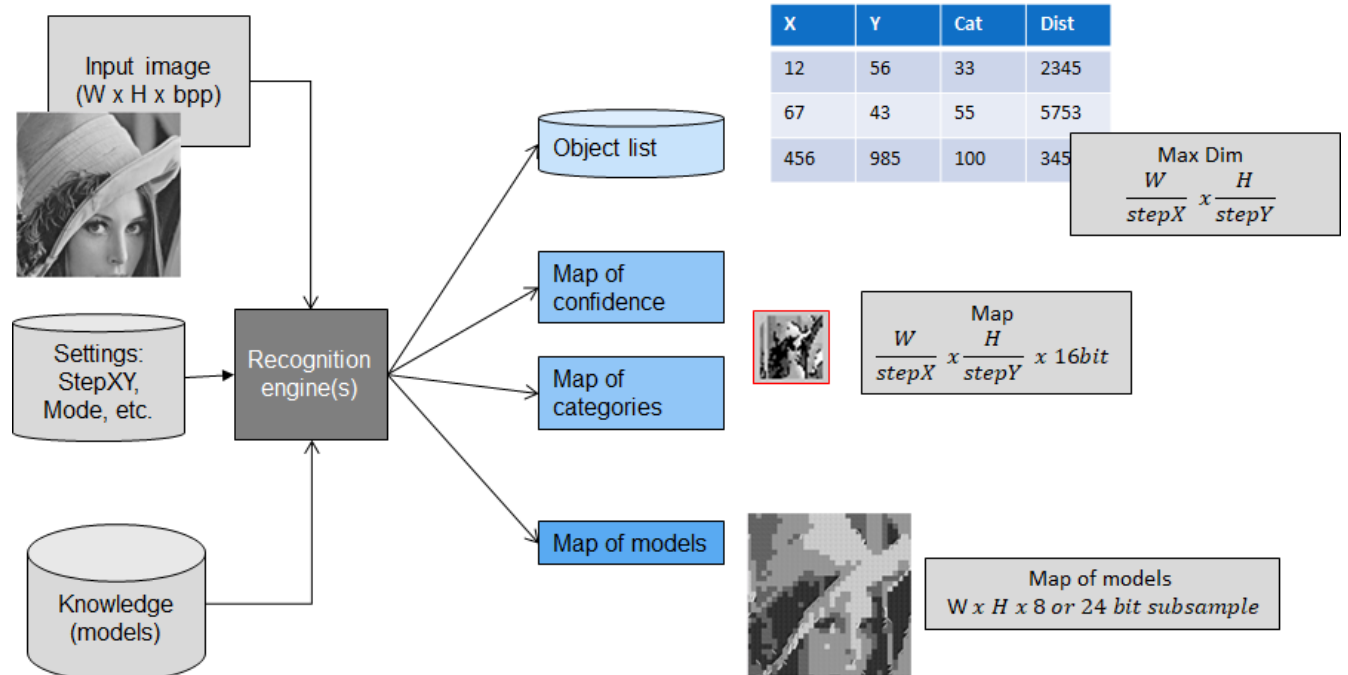 Input image
(W x H x bpp)
Settings:
StepXY,
Mode, etc.
Knowledge
(models)
Recognition
engine(s)
Object list
Map of
confidence
Map of
categories
Map of models
X Y Cat Dist
12 56 33 2345
67 43 55 5753
456 985 100 345
Max Dim
W/stepX x H/stepY
Map
W/stepX x H/stepY x 16bit
Map of models
W x H x 8 or 24 bit subsample